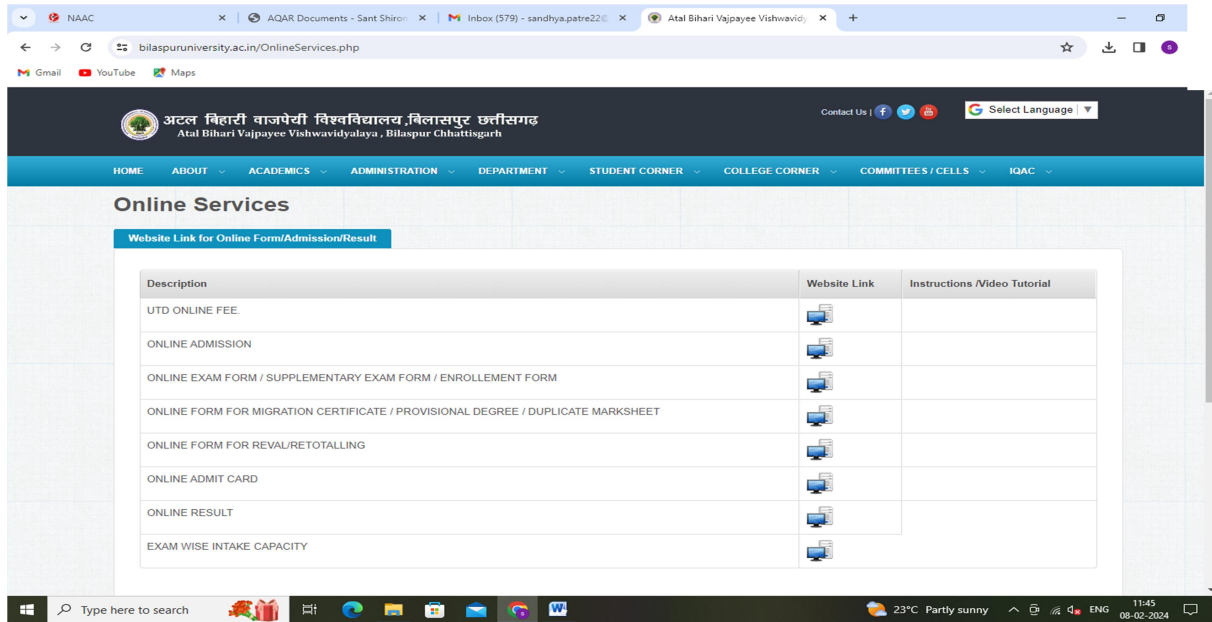 NAAC
AQAR Documents - Sant Shiron
Inbox (579) - sandhya.patre22@
Atal Bihari Vajpayee Vishwavidy
bilaspuruniversity.ac.in/OnlineServices.php
S
Gmail YouTube Maps
Contact Us |
Select Language ▼
अटल बिहारी वाजपेयी विश्वविद्यालय ,बिलासपुर छत्तीसगढ़
Atal Bihari Vajpayee Vishwavidyalaya , Bilaspur Chhattisgarh
HOME ABOUT ACADEMICS ADMINISTRATION DEPARTMENT STUDENT CORNER COLLEGE CORNER COMMITTEES / CELLS IQAC
Online Services
Website Link for Online Form/Admission/Result
Description Website Link Instructions /Video Tutorial
UTD ONLINE FEE.
ONLINE ADMISSION
ONLINE EXAM FORM / SUPPLEMENTARY EXAM FORM / ENROLLEMENT FORM
ONLINE FORM FOR MIGRATION CERTIFICATE / PROVISIONAL DEGREE / DUPLICATE MARKSHEET
ONLINE FORM FOR REVAL/RETOTALLING
ONLINE ADMIT CARD
ONLINE RESULT
EXAM WISE INTAKE CAPACITY
Type here to search
23°C Partly sunny
ENG
11:45
08-02-2024